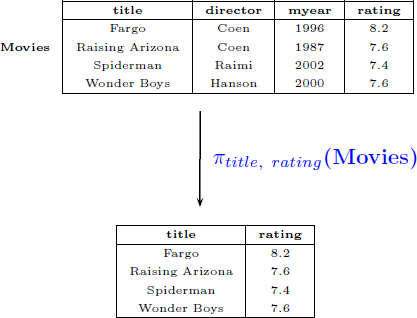 title director myear rating
Fargo Coen 1996 8.2
Movies Raising Arizona Coen 1987 7.6
Spiderman Raimi 2002 7.4
Wonder Boys Hanson 2000 7.6
π_{title, rating}(Movies)
title rating
Fargo 8.2
Raising Arizona 7.6
Spiderman 7.4
Wonder Boys 7.6